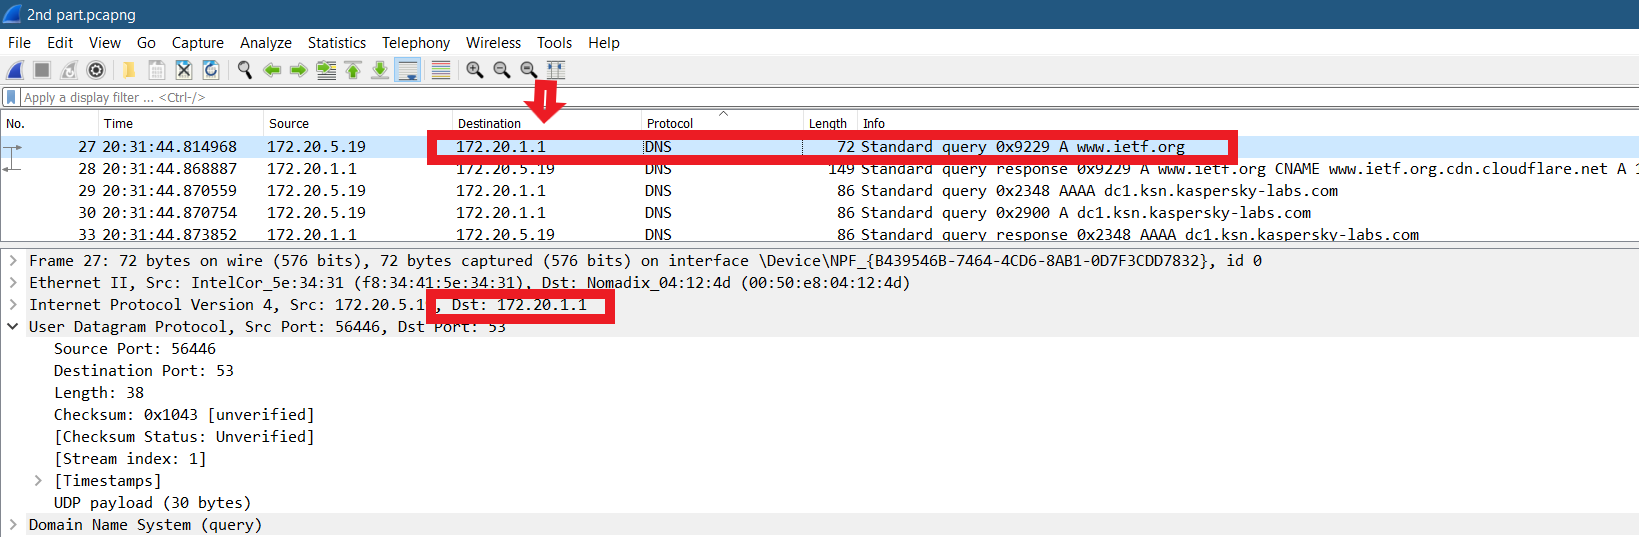 2nd part.pcapng
File Edit View Go Capture Analyze Statistics Telephony Wireless Tools Help
Apply a display filter ... <Ctrl-/>
No. Time Source Destination Protocol Length Info
27 20:31:44.814968 172.20.5.19 172.20.1.1 DNS 72 Standard query 0x9229 A www.ietf.org
28 20:31:44.868887 172.20.1.1 172.20.5.19 DNS 149 Standard query response 0x9229 A www.ietf.org CNAME www.ietf.org.cdn.cloudflare.net A 1
29 20:31:44.870559 172.20.5.19 172.20.1.1 DNS 86 Standard query 0x2348 AAAA dc1.ksn.kaspersky-labs.com
30 20:31:44.870754 172.20.5.19 172.20.1.1 DNS 86 Standard query 0x2900 A dc1.ksn.kaspersky-labs.com
33 20:31:44.873852 172.20.1.1 172.20.5.19 DNS 86 Standard query response 0x2348 AAAA dc1.ksn.kaspersky-labs.com
Frame 27: 72 bytes on wire (576 bits), 72 bytes captured (576 bits) on interface \Device\NPF_{B439546B-7464-4CD6-8AB1-0D7F3CDD7832}, id 0
Ethernet II, Src: IntelCor_5e:34:31 (f8:34:41:5e:34:31), Dst: Nomadix_04:12:4d (00:50:e8:04:12:4d)
Internet Protocol Version 4, Src: 172.20.5.19, Dst: 172.20.1.1
User Datagram Protocol, Src Port: 56446, Dst Port: 53
Source Port: 56446
Destination Port: 53
Length: 38
Checksum: 0x1043 [unverified]
[Checksum Status: Unverified]
[Stream index: 1]
[Timestamps]
UDP payload (30 bytes)
Domain Name System (query)